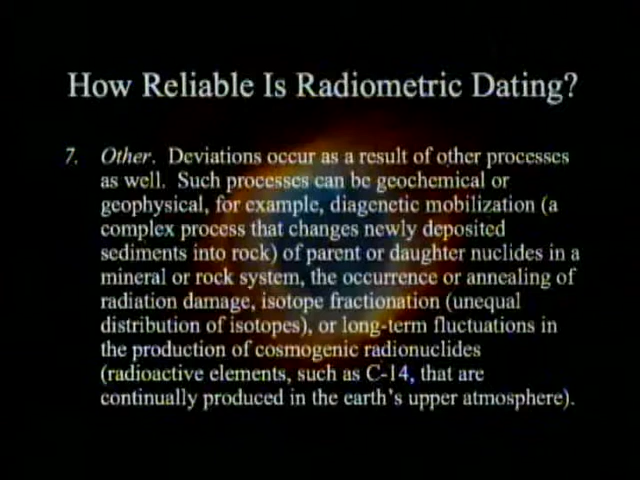 How Reliable Is Radiometric Dating?
7. Other. Deviations occur as a result of other processes
as well. Such processes can be geochemical or
geophysical, for example, diagenetic mobilization (a
complex process that changes newly deposited
sediments into rock) of parent or daughter nuclides in a
mineral or rock system, the occurrence or annealing of
radiation damage, isotope fractionation (unequal
distribution of isotopes), or long-term fluctuations in
the production of cosmogenic radionuclides
(radioactive elements, such as C-14, that are
continually produced in the earth's upper atmosphere).